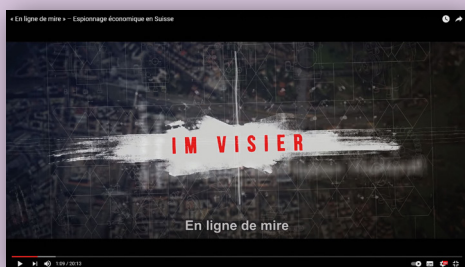 « En ligne de mire » – Espionnage économique en Suisse
IM VISIER
En ligne de mire
1:09 / 20:13